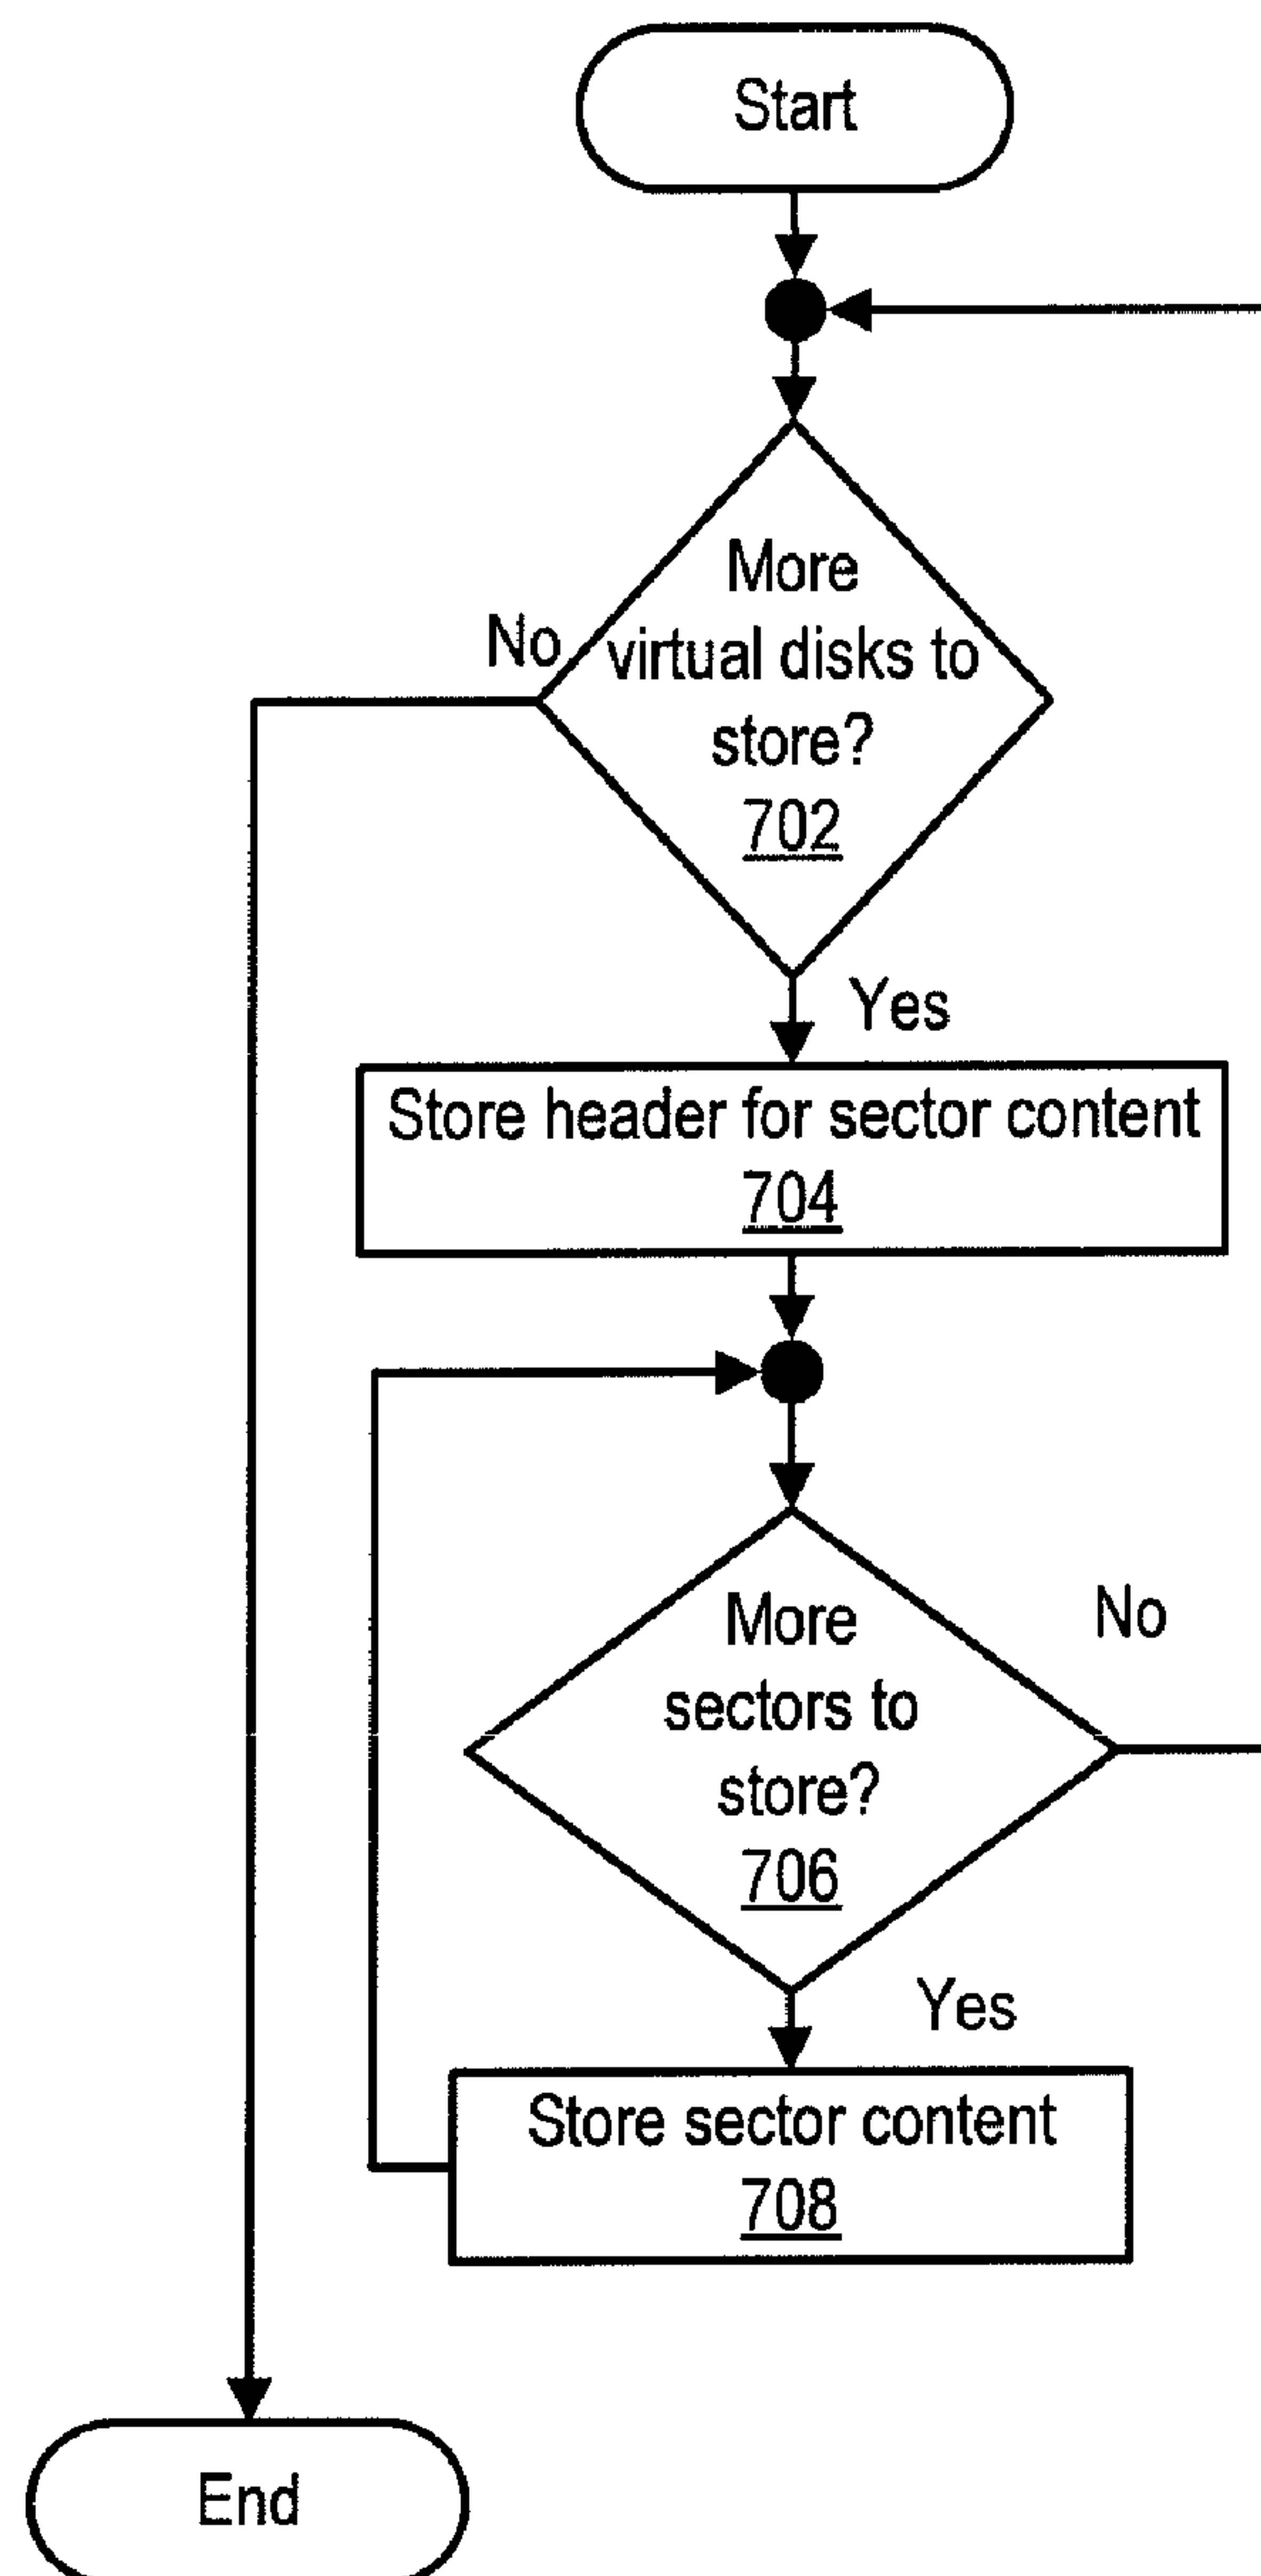 Start
More
virtual disks to
store?
702
No
Yes
Store header for sector content
704
More
sectors to
store?
706
No
Yes
Store sector content
708
End